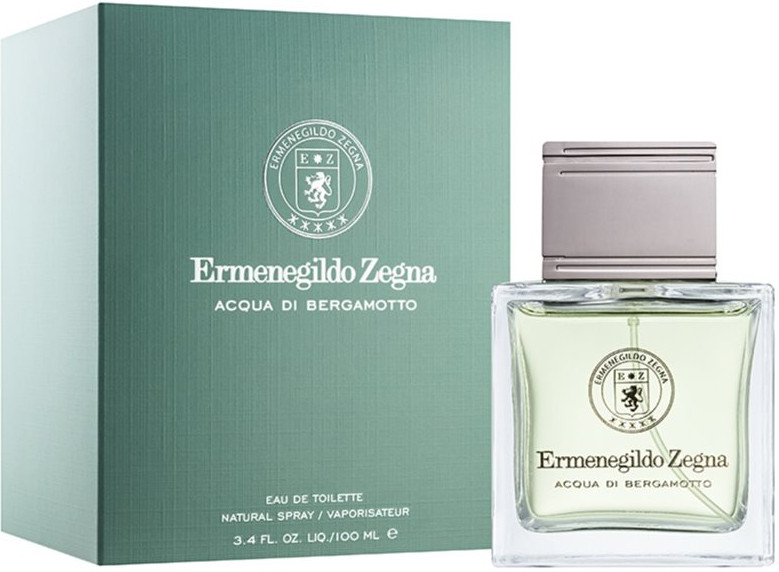 ERMENEGILDO ZEGNA
E Z
Ermenegildo Zegna
ACQUA DI BERGAMOTTO
EAU DE TOILETTE
NATURAL SPRAY / VAPORISATEUR
3.4 FL. OZ. LIQ./100 ML ℮
ERMENEGILDO ZEGNA
E Z
Ermenegildo Zegna
ACQUA DI BERGAMOTTO